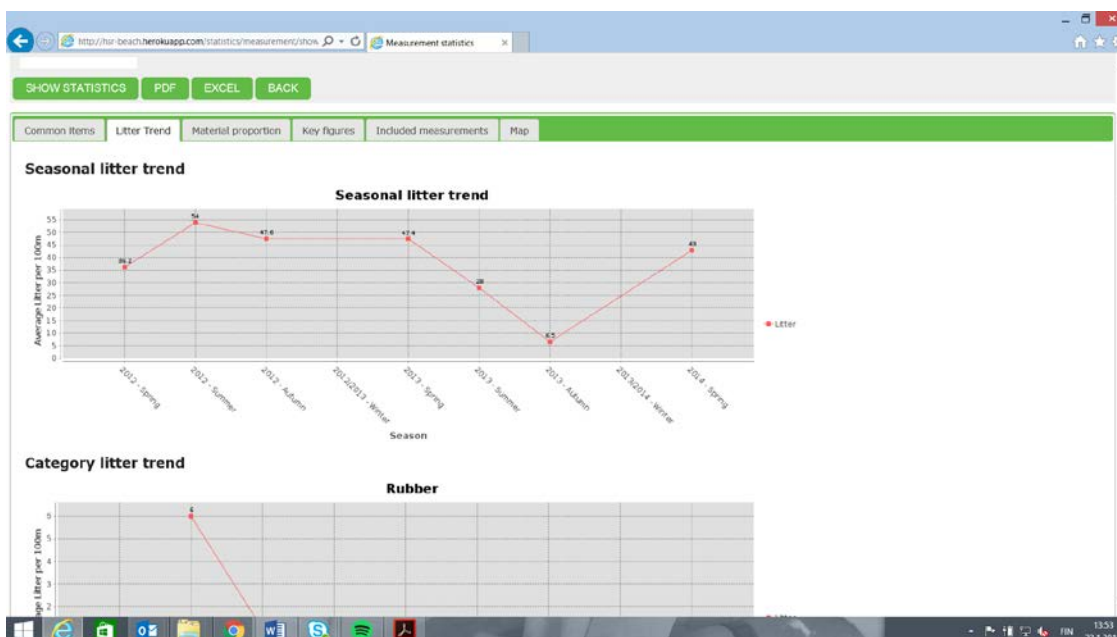 http://hsr-beach.herokuapp.com/statistics/measurement/show
Measurement statistics
SHOW STATISTICS PDF EXCEL BACK
Common Items Litter Trend Material proportion Key figures Included measurements Map
Seasonal litter trend
Seasonal litter trend
Average Litter per 100m
55
50
45
40
35
30
25
20
15
10
5
0
36.2
54
47.6
47.4
28
6.5
43
2012 - Spring
2012 - Summer
2012 - Autumn
2012/2013 - Winter
2013 - Spring
2013 - Summer
2013 - Autumn
2013/2014 - Winter
2014 - Spring
Season
Litter
Category litter trend
Rubber
6
5
4
3
2
6
Litter per 100m
FIN
13:53